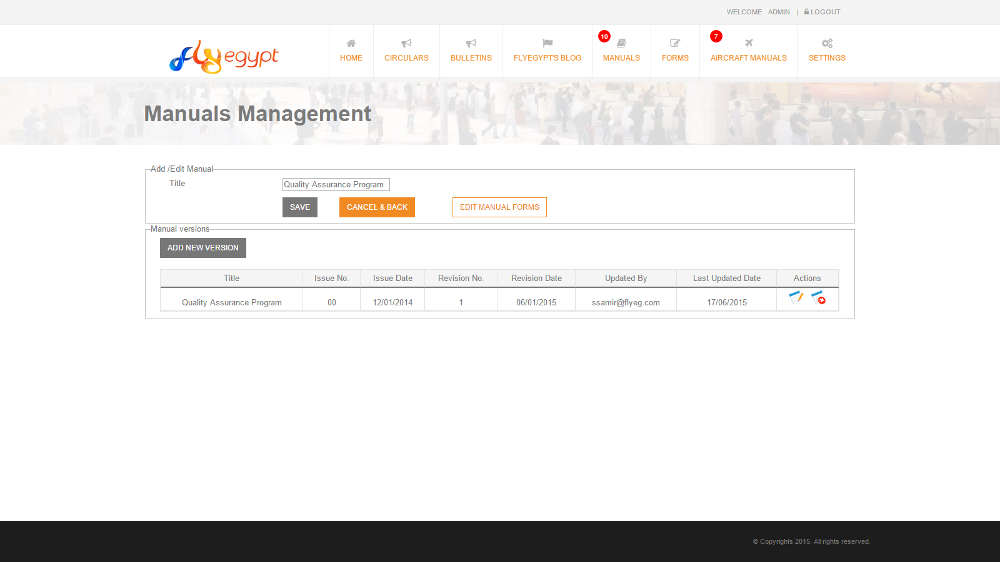 WELCOME ADMIN | LOGOUT
flyegypt
HOME
CIRCULARS
BULLETINS
FLYEGYPT'S BLOG
10
MANUALS
FORMS
7
AIRCRAFT MANUALS
SETTINGS
Manuals Management
Add /Edit Manual
Title Quality Assurance Program
SAVE CANCEL & BACK EDIT MANUAL FORMS
Manual versions
ADD NEW VERSION
Title Issue No. Issue Date Revision No. Revision Date Updated By Last Updated Date Actions
Quality Assurance Program 00 12/01/2014 1 06/01/2015 ssamir@flyeg.com 17/06/2015
© Copyrights 2015. All rights reserved.